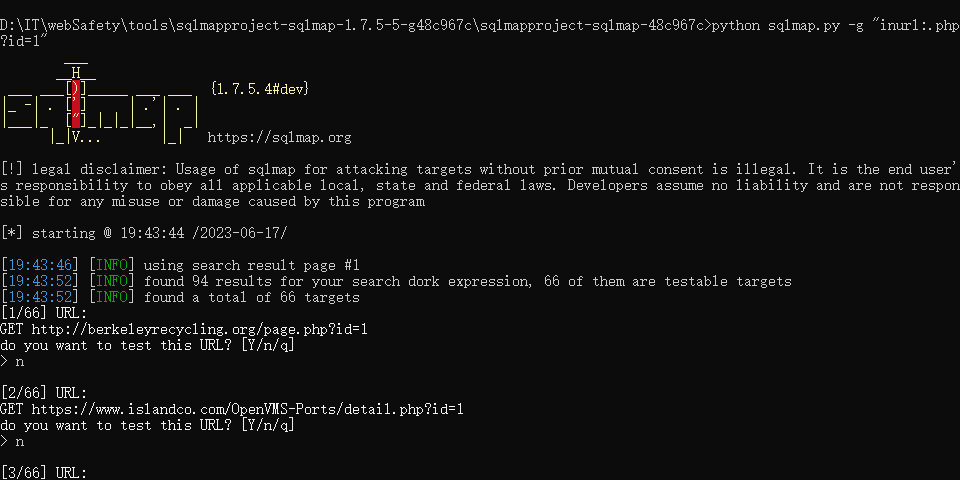 D:\IT\webSafety\tools\sqlmapproject-sqlmap-1.7.5-5-g48c967c\sqlmapproject-sqlmap-48c967c>python sqlmap.py -g "inurl:.php
?id=1"
        ___
       __H__
 ___ ___[)]_____ ___ ___  {1.7.5.4#dev}
|_ -| . [']     | .'| . |
|___|_  ["]_|_|_|__,|  _|
      |_|V...       |_|   https://sqlmap.org
[!] legal disclaimer: Usage of sqlmap for attacking targets without prior mutual consent is illegal. It is the end user'
s responsibility to obey all applicable local, state and federal laws. Developers assume no liability and are not respon
sible for any misuse or damage caused by this program
[*] starting @ 19:43:44 /2023-06-17/
[19:43:46] [INFO] using search result page #1
[19:43:52] [INFO] found 94 results for your search dork expression, 66 of them are testable targets
[19:43:52] [INFO] found a total of 66 targets
[1/66] URL:
GET http://berkeleyrecycling.org/page.php?id=1
do you want to test this URL? [Y/n/q]
> n
[2/66] URL:
GET https://www.islandco.com/OpenVMS-Ports/detail.php?id=1
do you want to test this URL? [Y/n/q]
> n
[3/66] URL: